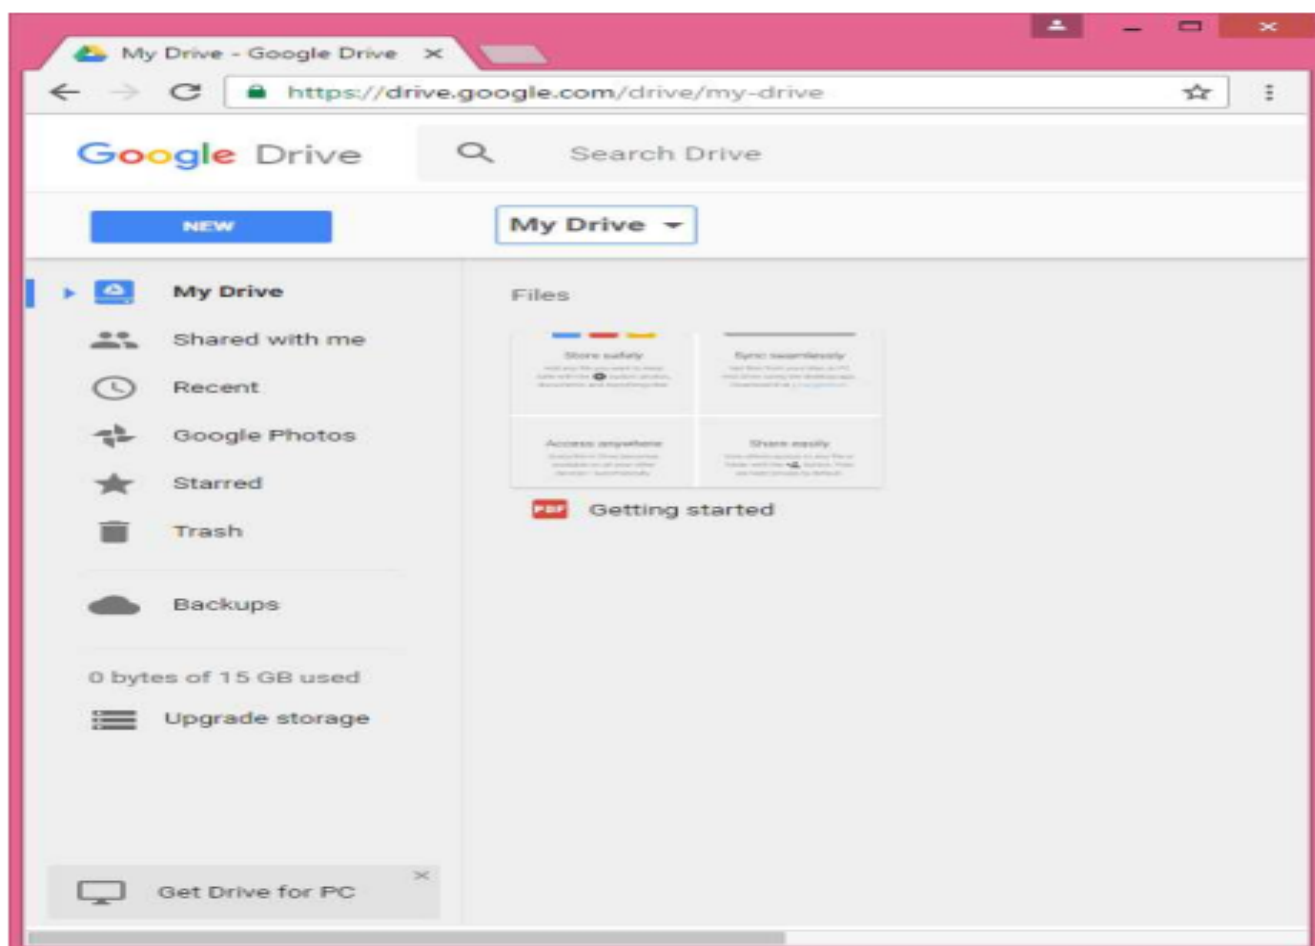 My Drive - Google Drive
https://drive.google.com/drive/my-drive
Google Drive
Search Drive
NEW
My Drive
My Drive
Shared with me
Recent
Google Photos
Starred
Trash
Backups
0 bytes of 15 GB used
Upgrade storage
Get Drive for PC
Files
Store safely
Sync seamlessly
Access anywhere
Share easily
PDF
Getting started